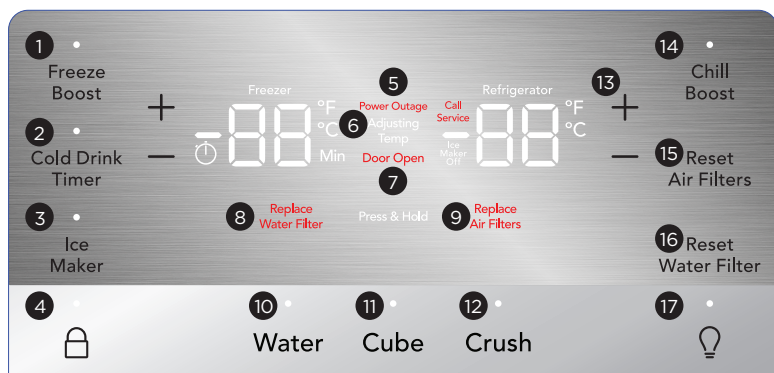 1
Freeze
Boost
2
Cold Drink
Timer
3
Ice
Maker
4
+
−
Freezer
88
°F
°C
Min
5
Power Outage
6
Adjusting
Temp
Door Open
7
Call
Service
Refrigerator
88
°F
°C
Ice
Maker
Off
13
+
−
14
Chill
Boost
15
Reset
Air Filters
16
Reset
Water Filter
8
Replace
Water Filter
Press & Hold
9
Replace
Air Filters
10
Water
11
Cube
12
Crush
17